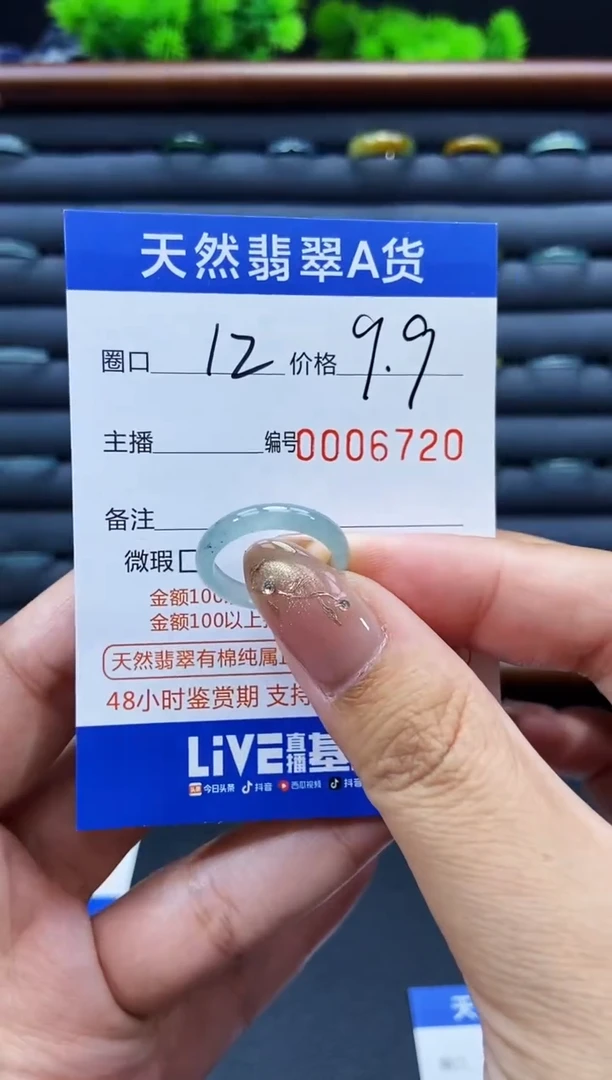 天然翡翠A货
圈口 12 价格 9.9
主播 编号0006720
备注
微瑕
金额100
金额100以上
天然翡翠有棉纯属
48小时鉴赏期 支持
LiVE直播基
头条 今日头条 抖音 西瓜视频 抖音
天